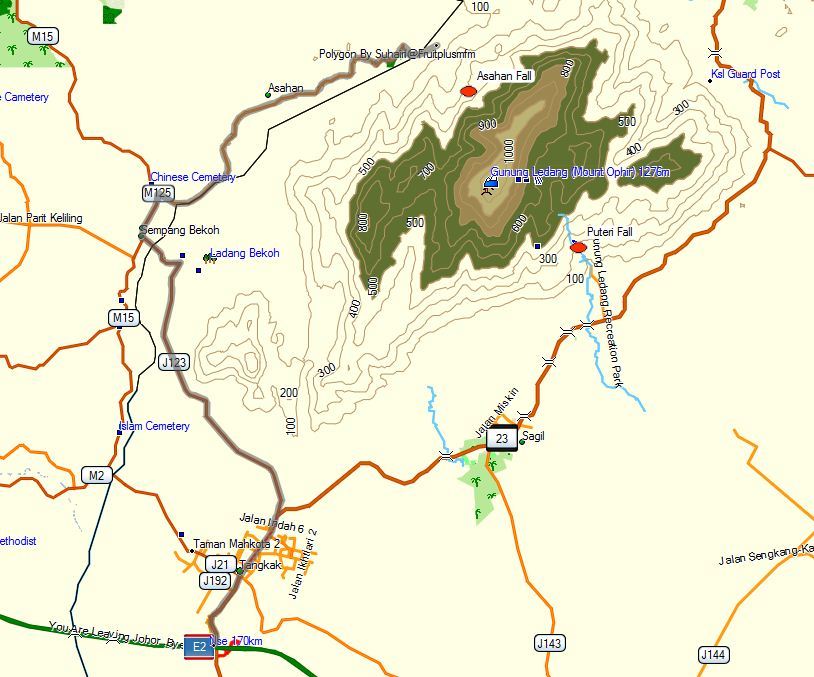 100
M15
Polygon By Suhairi@Fruitplusmfm
800
Asahan Fall
Ksl Guard Post
Asahan
Cemetery
900
500
300
1000
400
500
700
Chinese Cemetery
Gunung Ledang (Mount Ophir) 1276m
M125
Jalan Parit Keliling
800
500
600
Sempang Bekoh
Puteri Fall
Ladang Bekoh
300
100
500
400
Gunung Ledang Recreation Park
M15
J123
300
200
100
Jalan Miskin
Islam Cemetery
23
Sagil
M2
Jalan Indah 6
ethodist
Taman Mahkota 2
Jalan Ikhtiari 2
J21
Tangkak
J192
Jalan Sengkang-Ka
You Are Leaving Johor, Bye
E2
Nse 170km
J143
J144